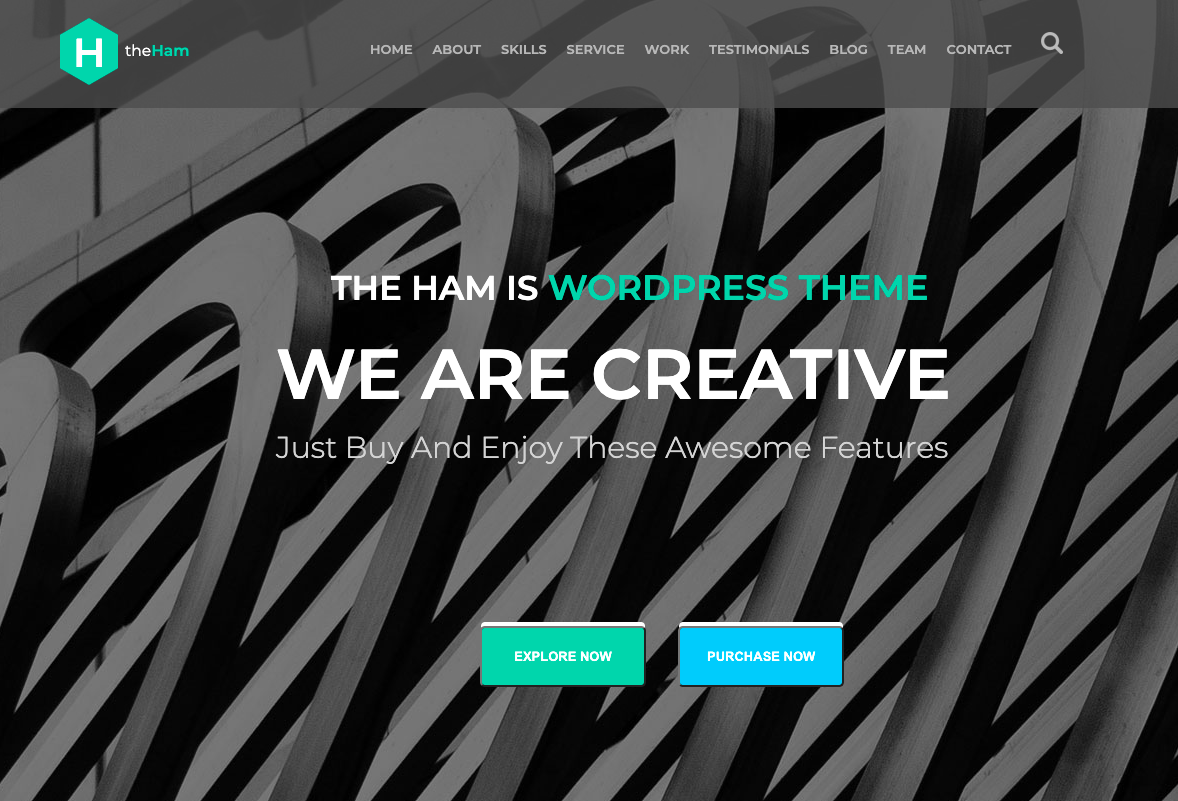 H
theHam
HOME ABOUT SKILLS SERVICE WORK TESTIMONIALS BLOG TEAM CONTACT
THE HAM IS WORDPRESS THEME
WE ARE CREATIVE
Just Buy And Enjoy These Awesome Features
EXPLORE NOW
PURCHASE NOW